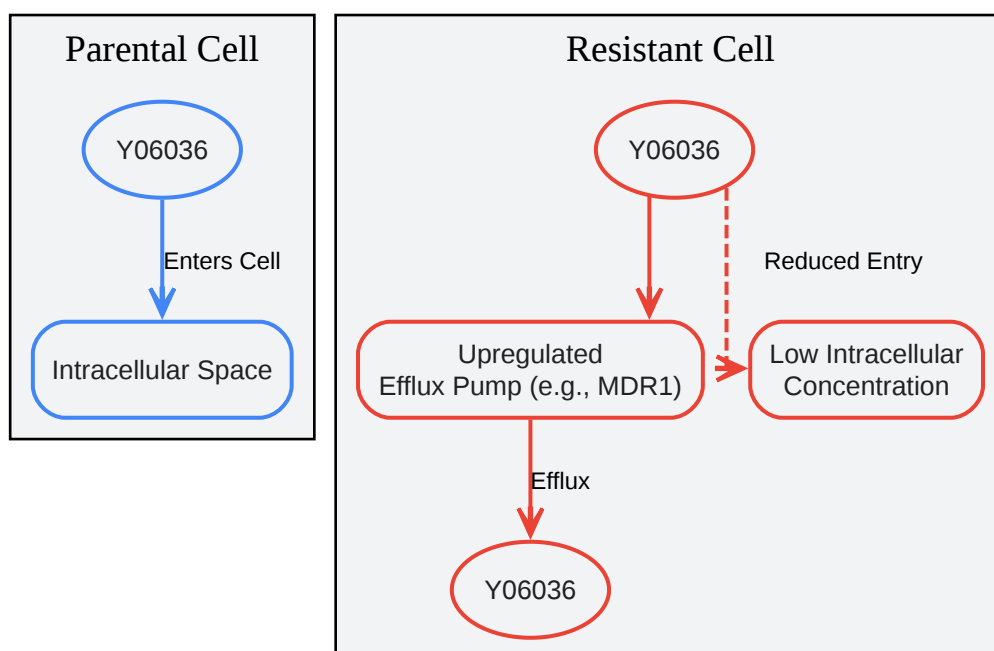 Parental Cell
Y06036
Enters Cell
Intracellular Space
Resistant Cell
Y06036
Reduced Entry
Upregulated
Efflux Pump (e.g., MDR1)
Low Intracellular
Concentration
Efflux
Y06036